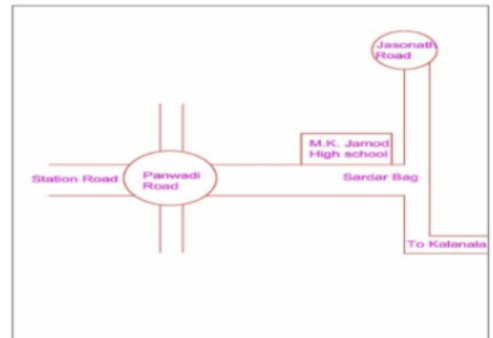 Jasonath
Road
M.K. Jamod
High school
Station Road
Panwadi
Road
Sardar Bag
To Kalanala